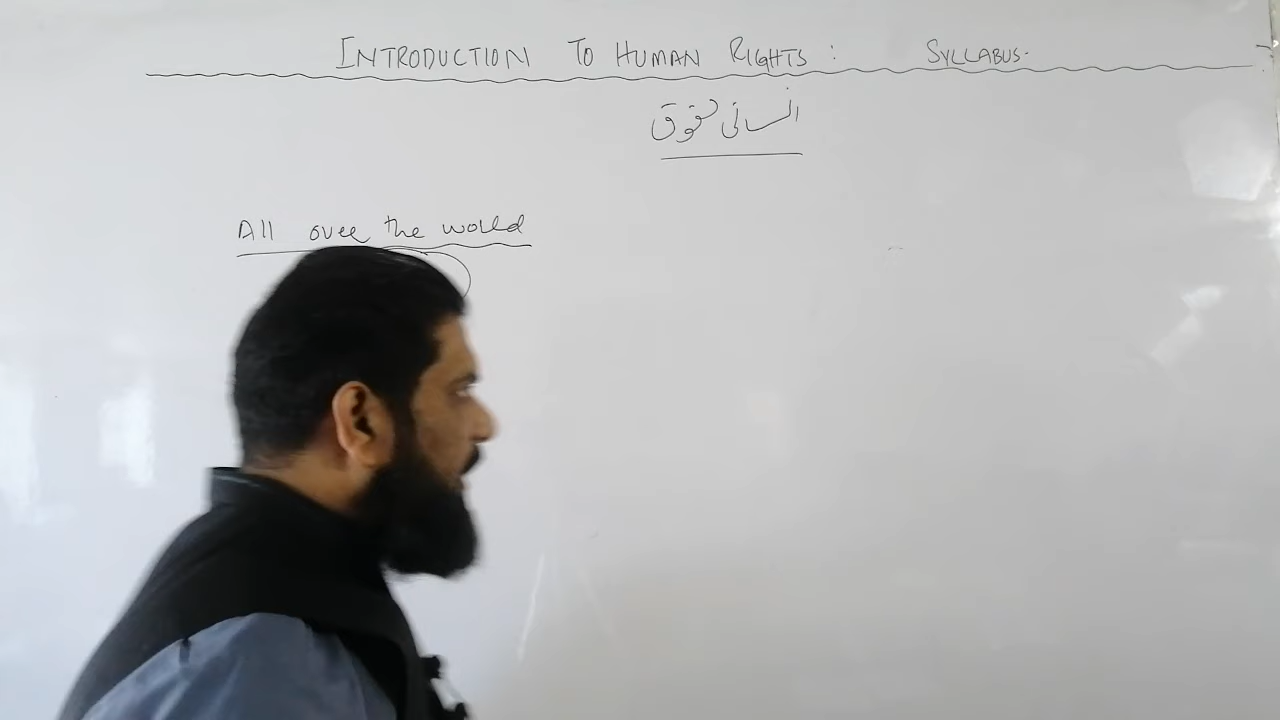 INTRODUCTION TO HUMAN RIGHTS : SYLLABUS.
انسانی حقوق
All over the world